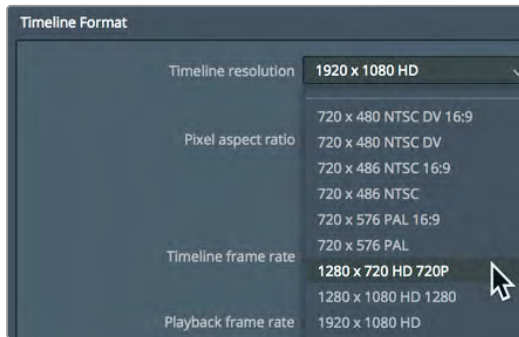 Timeline Format
Timeline resolution 1920 x 1080 HD
720 x 480 NTSC DV 16:9
Pixel aspect ratio 720 x 480 NTSC DV
720 x 486 NTSC 16:9
720 x 486 NTSC
720 x 576 PAL 16:9
720 x 576 PAL
Timeline frame rate
1280 x 720 HD 720P
1280 x 1080 HD 1280
Playback frame rate 1920 x 1080 HD